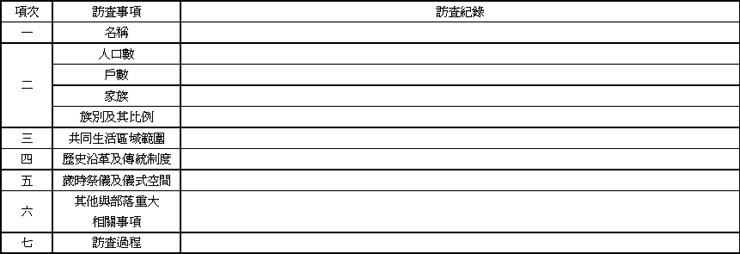 項次 訪查事項 訪查紀錄
一 名稱
二 人口數
戶數
家族
族別及其比例
三 共同生活區域範圍
四 歷史沿革及傳統制度
五 歲時祭儀及儀式空間
六 其他與部落重大
相關事項
七 訪查過程